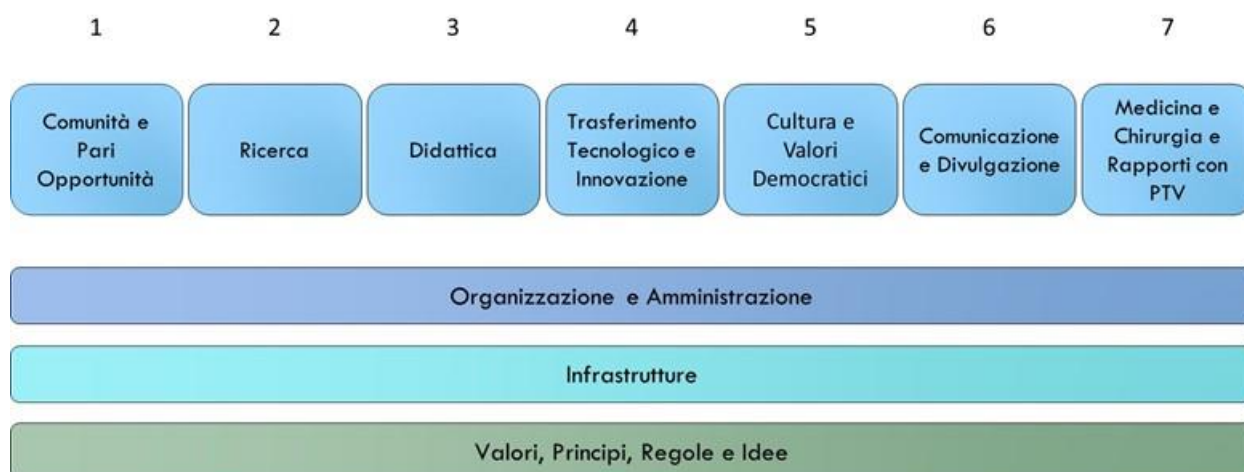 1 2 3 4 5 6 7
Comunità e
Pari
Opportunità
Ricerca
Didattica
Trasferimento
Tecnologico e
Innovazione
Cultura e
Valori
Democratici
Comunicazione
e Divulgazione
Medicina e
Chirurgia e
Rapporti con
PTV
Organizzazione e Amministrazione
Infrastrutture
Valori, Principi, Regole e Idee